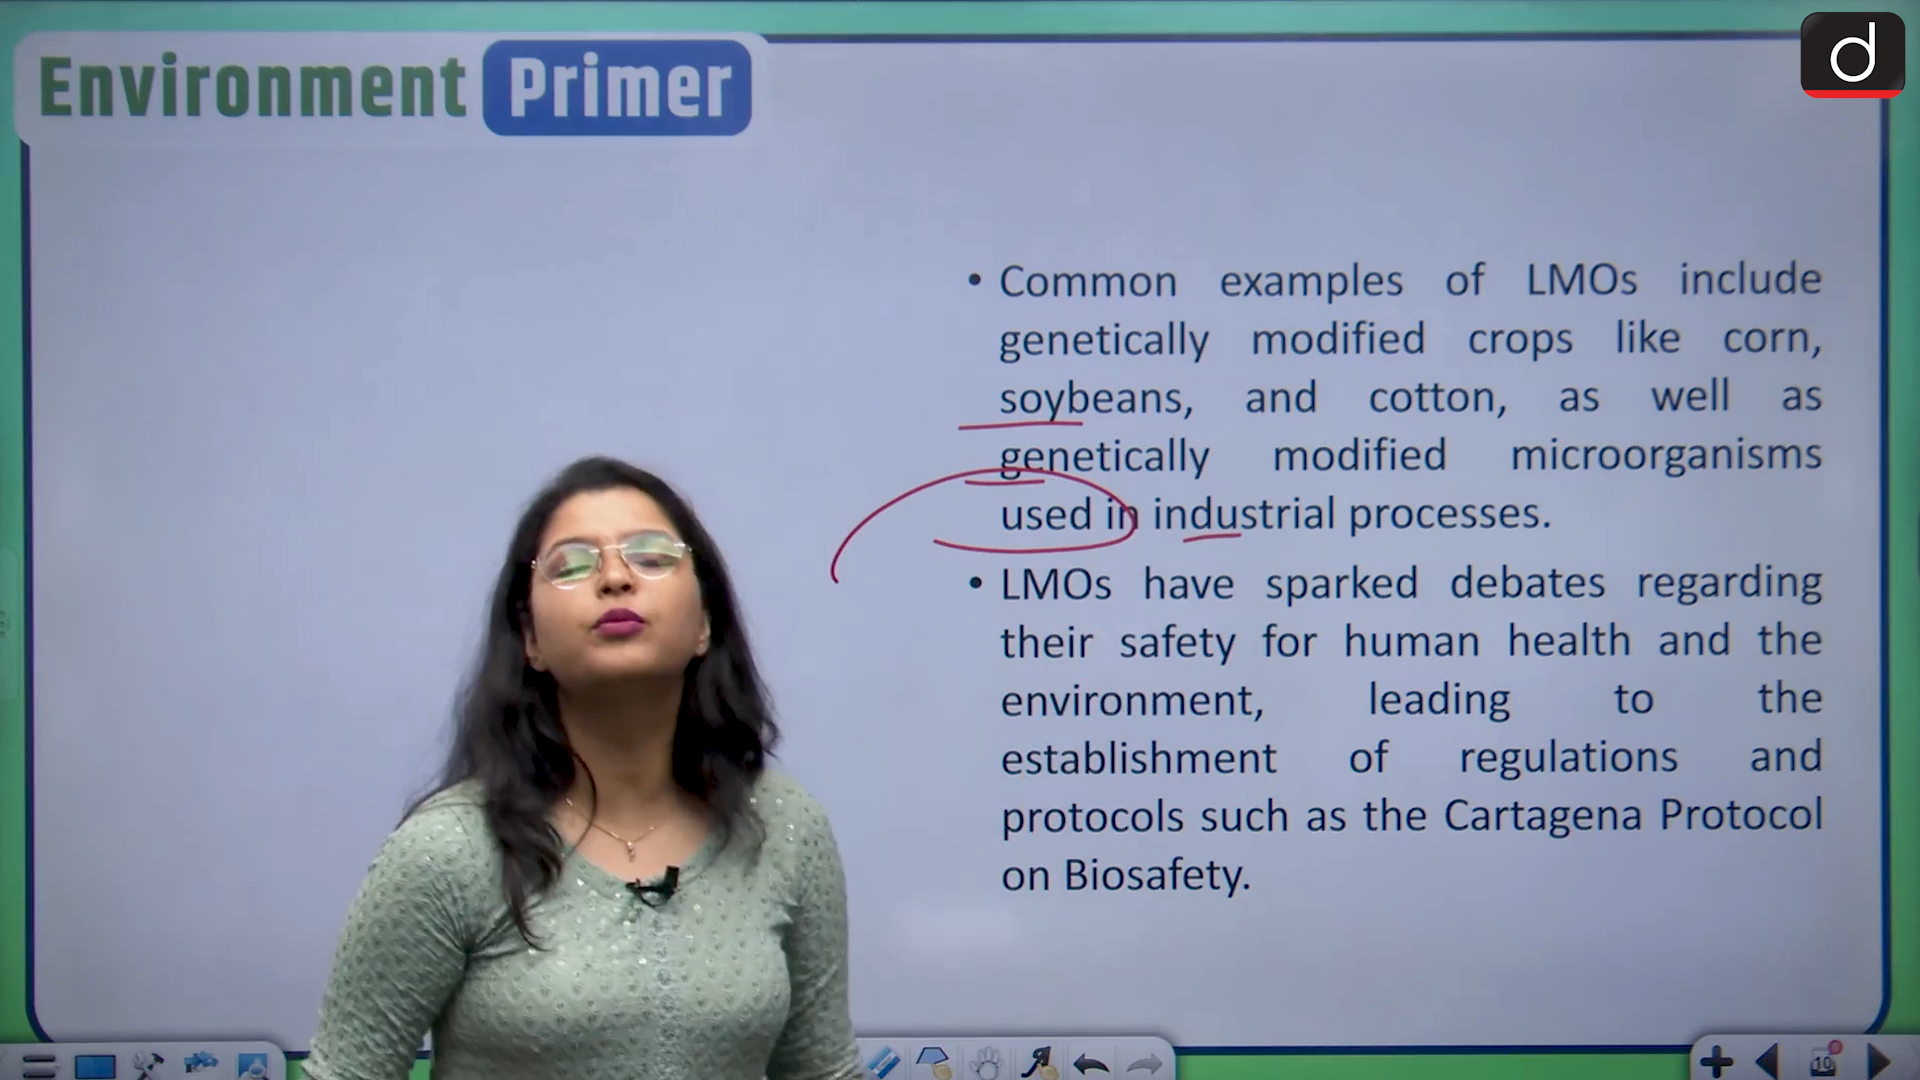 Environment Primer
d
• Common examples of LMOs include
genetically modified crops like corn,
soybeans, and cotton, as well as
genetically modified microorganisms
used in industrial processes.
• LMOs have sparked debates regarding
their safety for human health and the
environment, leading to the
establishment of regulations and
protocols such as the Cartagena Protocol
on Biosafety.
10